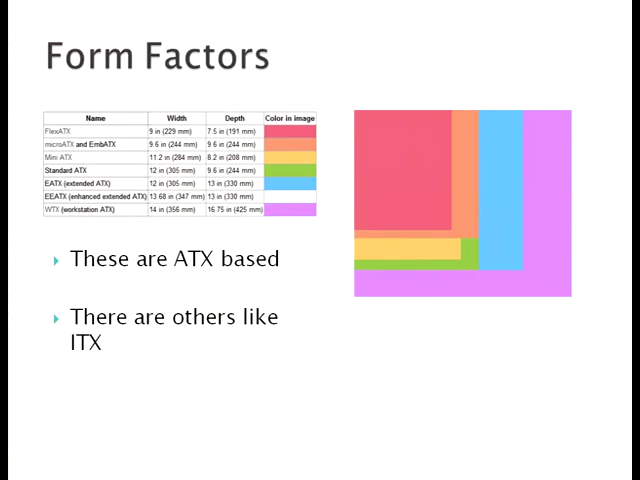 Form Factors
Name Width Depth Color in image
FlexATX 9 in (229 mm) 7.5 in (191 mm)
microATX and EmbATX 9.6 in (244 mm) 9.6 in (244 mm)
Mini ATX 11.2 in (284 mm) 8.2 in (208 mm)
Standard ATX 12 in (305 mm) 9.6 in (244 mm)
EATX (extended ATX) 12 in (305 mm) 13 in (330 mm)
EEATX (enhanced extended ATX) 13.68 in (347 mm) 13 in (330 mm)
WTX (workstation ATX) 14 in (356 mm) 16.75 in (425 mm)
These are ATX based
There are others like
ITX